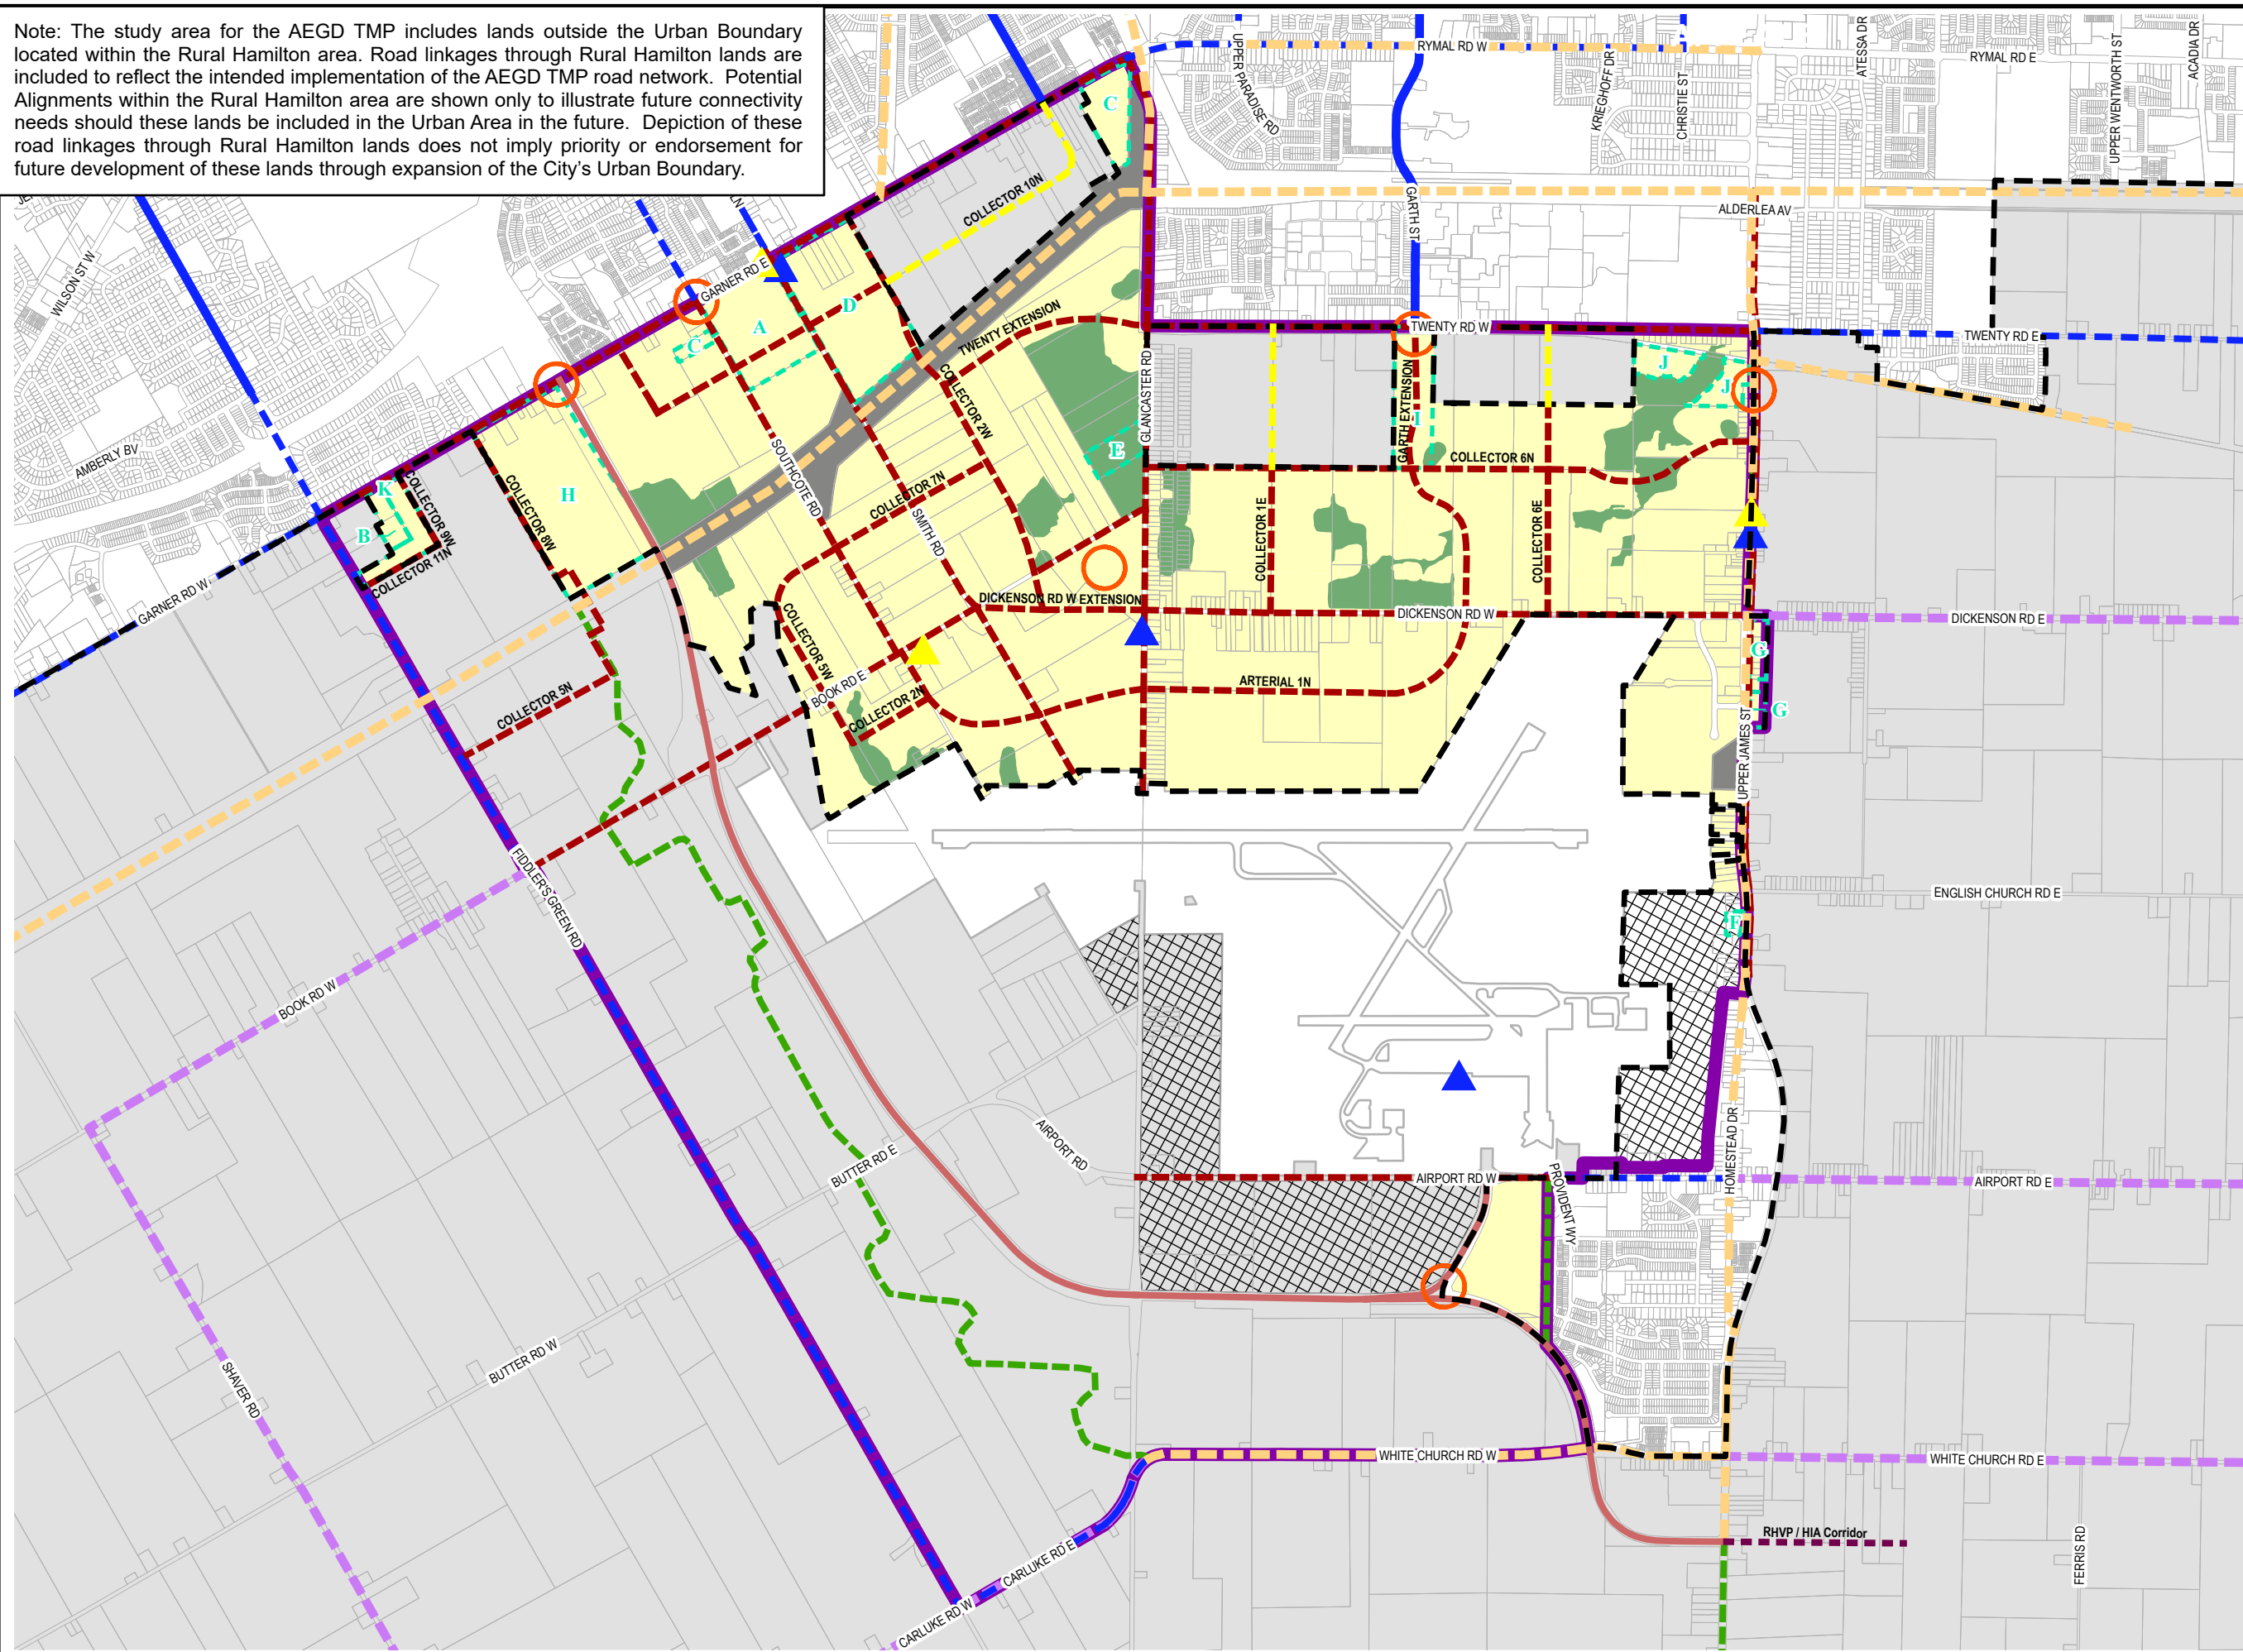 Note: The study area for the AEGD TMP includes lands outside the Urban Boundary
located within the Rural Hamilton area. Road linkages through Rural Hamilton lands are
included to reflect the intended implementation of the AEGD TMP road network. Potential
Alignments within the Rural Hamilton area are shown only to illustrate future connectivity
needs should these lands be included in the Urban Area in the future. Depiction of these
road linkages through Rural Hamilton lands does not imply priority or endorsement for
future development of these lands through expansion of the City's Urban Boundary.
UPPER PARADISE RD
RYMAL RD W
KRIEGHOFF DR
CHRISTIE ST
ATESSA DR
RYMAL RD E
UPPER WENTWORTH ST
ACADIA DR
C
COLLECTOR 10N
GARTH ST
ALDERLEA AV
WILSON ST W
LN
GARNER RD E
D
A
C
TWENTY EXTENSION
TWENTY RD W
TWENTY RD E
GLANCASTER RD
COLLECTOR 2W
GARTH EXTENSION
I
J
J
AMBERLY BV
SOUTHCOTE RD
E
COLLECTOR 6N
K
B
COLLECTOR 9W
COLLECTOR 11N
COLLECTOR 8W
H
COLLECTOR 7N
SMITH RD
COLLECTOR 1E
COLLECTOR 6E
GARNER RD W
DICKENSON RD W EXTENSION
DICKENSON RD W
DICKENSON RD E
COLLECTOR 5W
BOOK RD E
COLLECTOR 2N
ARTERIAL 1N
G
G
COLLECTOR 5N
UPPER JAMES ST
FIDDLER'S GREEN RD
ENGLISH CHURCH RD E
F
BOOK RD W
AIRPORT RD
BUTTER RD E
HOMESTEAD DR
AIRPORT RD W
PROVIDENT WY
AIRPORT RD E
BUTTER RD W
SHAVER RD
WHITE CHURCH RD W
WHITE CHURCH RD E
RHVP / HIA Corridor
FERRIS RD
CARLUKE RD E
CARLUKE RD W